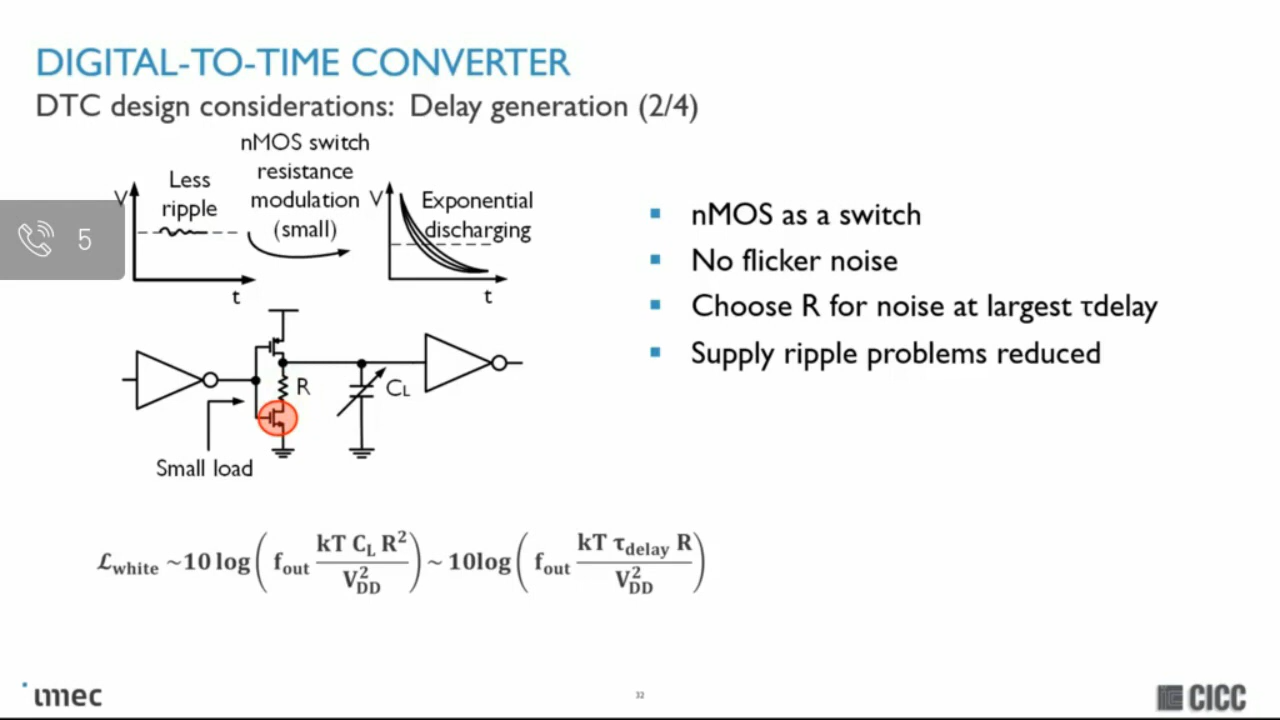 DIGITAL-TO-TIME CONVERTER
DTC design considerations: Delay generation (2/4)
nMOS switch
resistance
modulation
(small)
Less
ripple
V
t
V
Exponential
discharging
t
5
R
CL
Small load
nMOS as a switch
No flicker noise
Choose R for noise at largest τdelay
Supply ripple problems reduced
ℒwhite ~10 log( fout kT CL R² / V²DD ) ~ 10log( fout kT τdelay R / V²DD )
imec
32
CICC